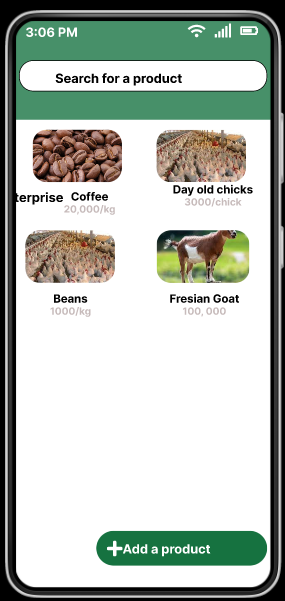 3:06 PM
Search for a product
terprise Coffee
20,000/kg
Day old chicks
3000/chick
Beans
1000/kg
Fresian Goat
100, 000
Add a product